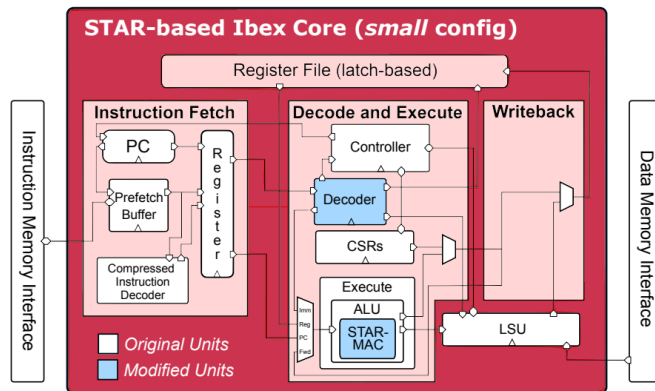 STAR-based Ibex Core (small config)
Register File (latch-based)
Instruction Memory Interface
Instruction Fetch
PC
Prefetch
Buffer
Compressed
Instruction
Decoder
Register
Decode and Execute
Controller
Decoder
CSRs
Execute
ALU
STAR-
MAC
Imm
Reg
PC
Fwd
Writeback
LSU
Data Memory Interface
Original Units
Modified Units